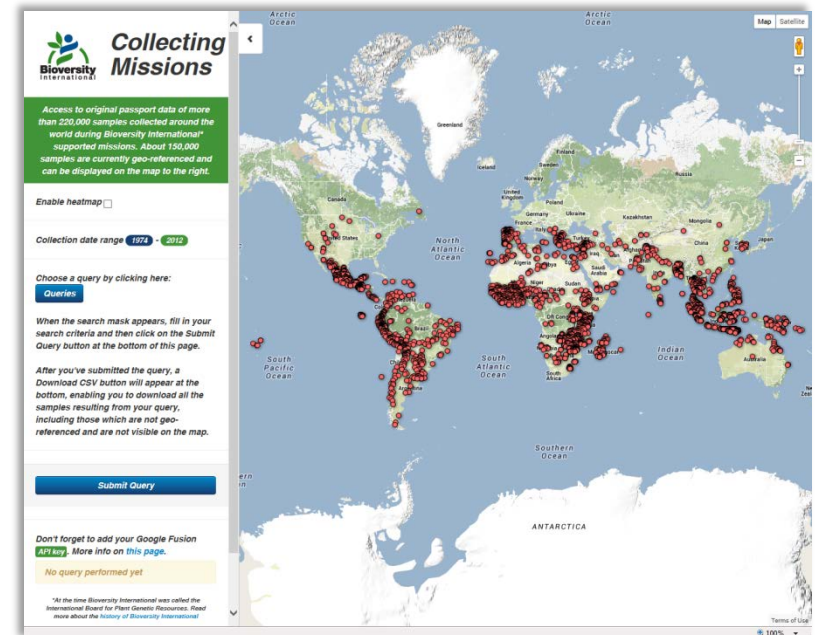 Bioversity
International
Collecting
Missions
Access to original passport data of more
than 220,000 samples collected around the
world during Bioversity International*
supported missions. About 150,000
samples are currently geo-referenced and
can be displayed on the map to the right.
Enable heatmap
Collection date range 1974 - 2012
Choose a query by clicking here:
Queries
When the search mask appears, fill in your
search criteria and then click on the Submit
Query button at the bottom of this page.
After you've submitted the query, a
Download CSV button will appear at the
bottom, enabling you to download all the
samples resulting from your query,
including those which are not geo-
referenced and are not visible on the map.
Submit Query
Don't forget to add your Google Fusion
API key. More info on this page.
No query performed yet
*At the time Bioversity International was called the
International Board for Plant Genetic Resources. Read
more about the history of Bioversity International
Arctic
Ocean
Arctic
Ocean
Map Satellite
Greenland
Iceland
Finland
Sweden
Norway
Russia
United
Kingdom
Poland
Germany
Ukraine
France
Italy
Kazakhstan
Mongolia
Canada
United States
North
Atlantic
Ocean
Turkey
Iraq
China
Japan
Algeria
Libya
Saudi
Arabia
Niger
Sudan
Brazil
Angola
Madagascar
South
Pacific
Ocean
South
Atlantic
Ocean
Indian
Ocean
Australia
South
Africa
Argentina
Southern
Ocean
ANTARCTICA
Terms of Use
100%